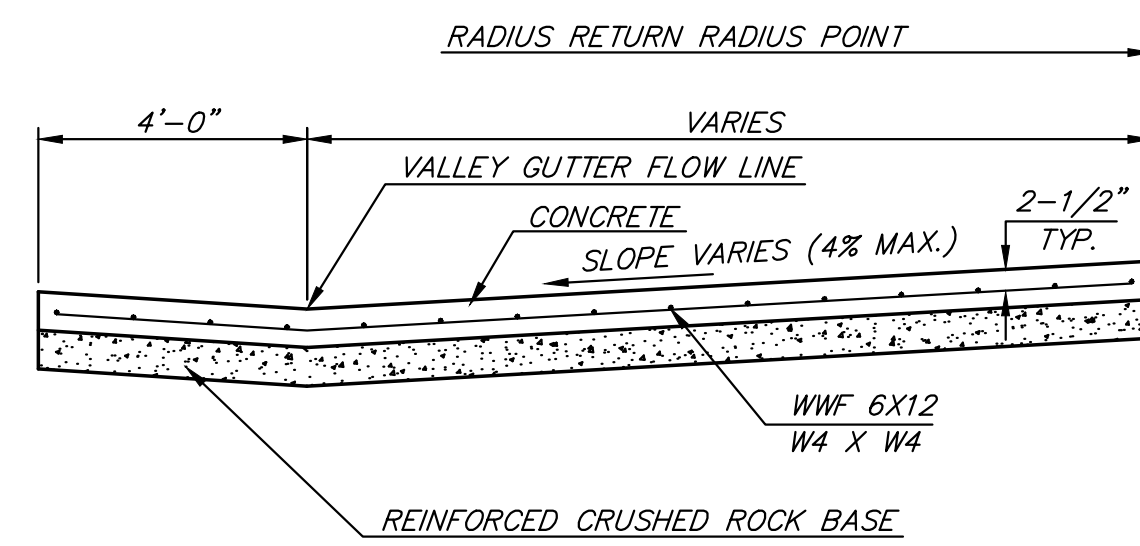 RADIUS RETURN RADIUS POINT
4'-0"
VARIES
VALLEY GUTTER FLOW LINE
CONCRETE
2-1/2"
TYP.
SLOPE VARIES (4% MAX.)
WWF 6X12
W4 X W4
REINFORCED CRUSHED ROCK BASE